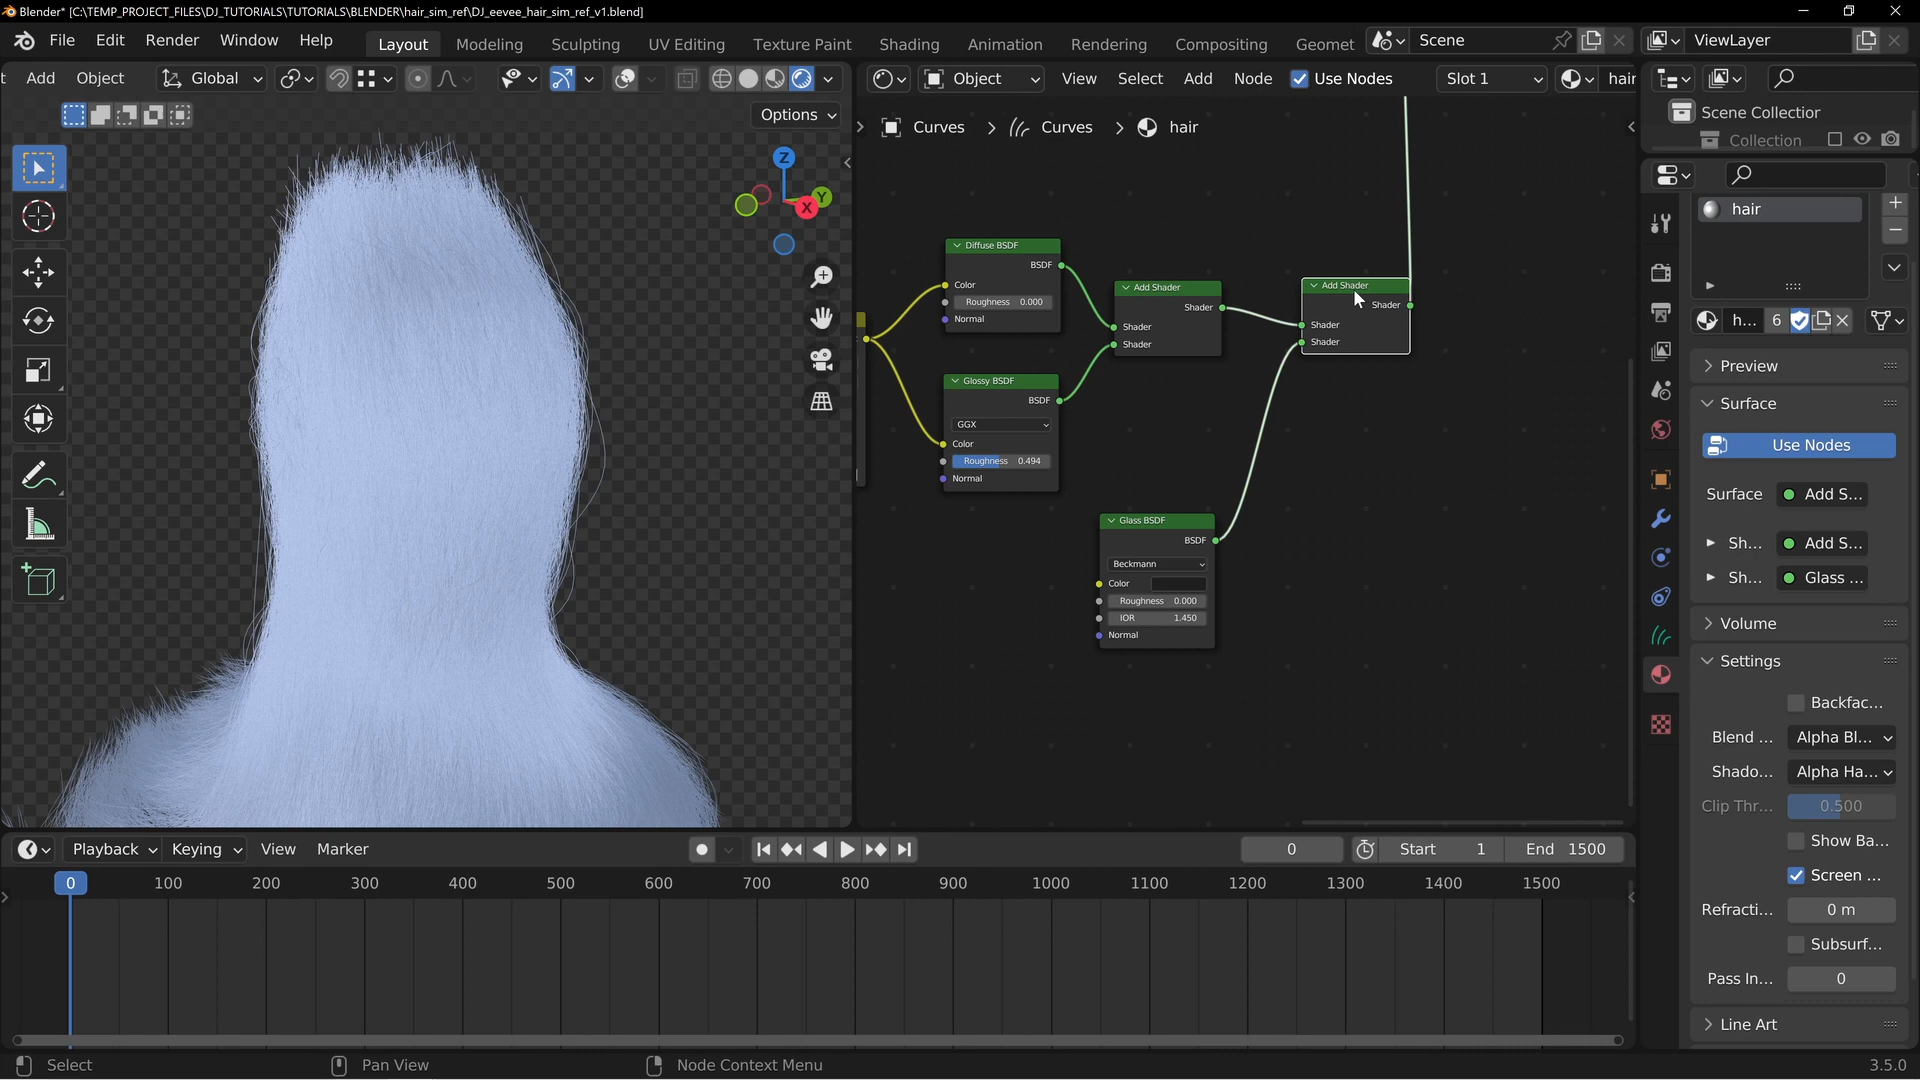 Blender* [C:\TEMP_PROJECT_FILES\DJ_TUTORIALS\TUTORIALS\BLENDER\hair_sim_ref\DJ_eevee_hair_sim_ref_v1.blend]
File Edit Render Window Help Layout Modeling Sculpting UV Editing Texture Paint Shading Animation Rendering Compositing Geomet Scene ViewLayer
t Add Object Global Object View Select Add Node Use Nodes Slot 1 hair
Options
Curves Curves hair
Scene Collection
Collection
Z
Y
X
hair
h... 6
Preview
Surface
Use Nodes
Surface Add S...
Sh... Add S...
Sh... Glass ...
Volume
Settings
Backfac...
Blend ... Alpha Bl...
Shado... Alpha Ha...
Clip Thr... 0.500
Show Ba...
Screen ...
Refracti... 0 m
Subsurf...
Pass In... 0
Line Art
Diffuse BSDF
BSDF
Color
Roughness 0.000
Normal
Glossy BSDF
BSDF
GGX
Color
Roughness 0.494
Normal
Add Shader
Shader
Shader
Shader
Add Shader
Shader
Shader
Shader
Glass BSDF
BSDF
Beckmann
Color
Roughness 0.000
IOR 1.450
Normal
Playback Keying View Marker 0 Start 1 End 1500
0 100 200 300 400 500 600 700 800 900 1000 1100 1200 1300 1400 1500
Select Pan View Node Context Menu 3.5.0